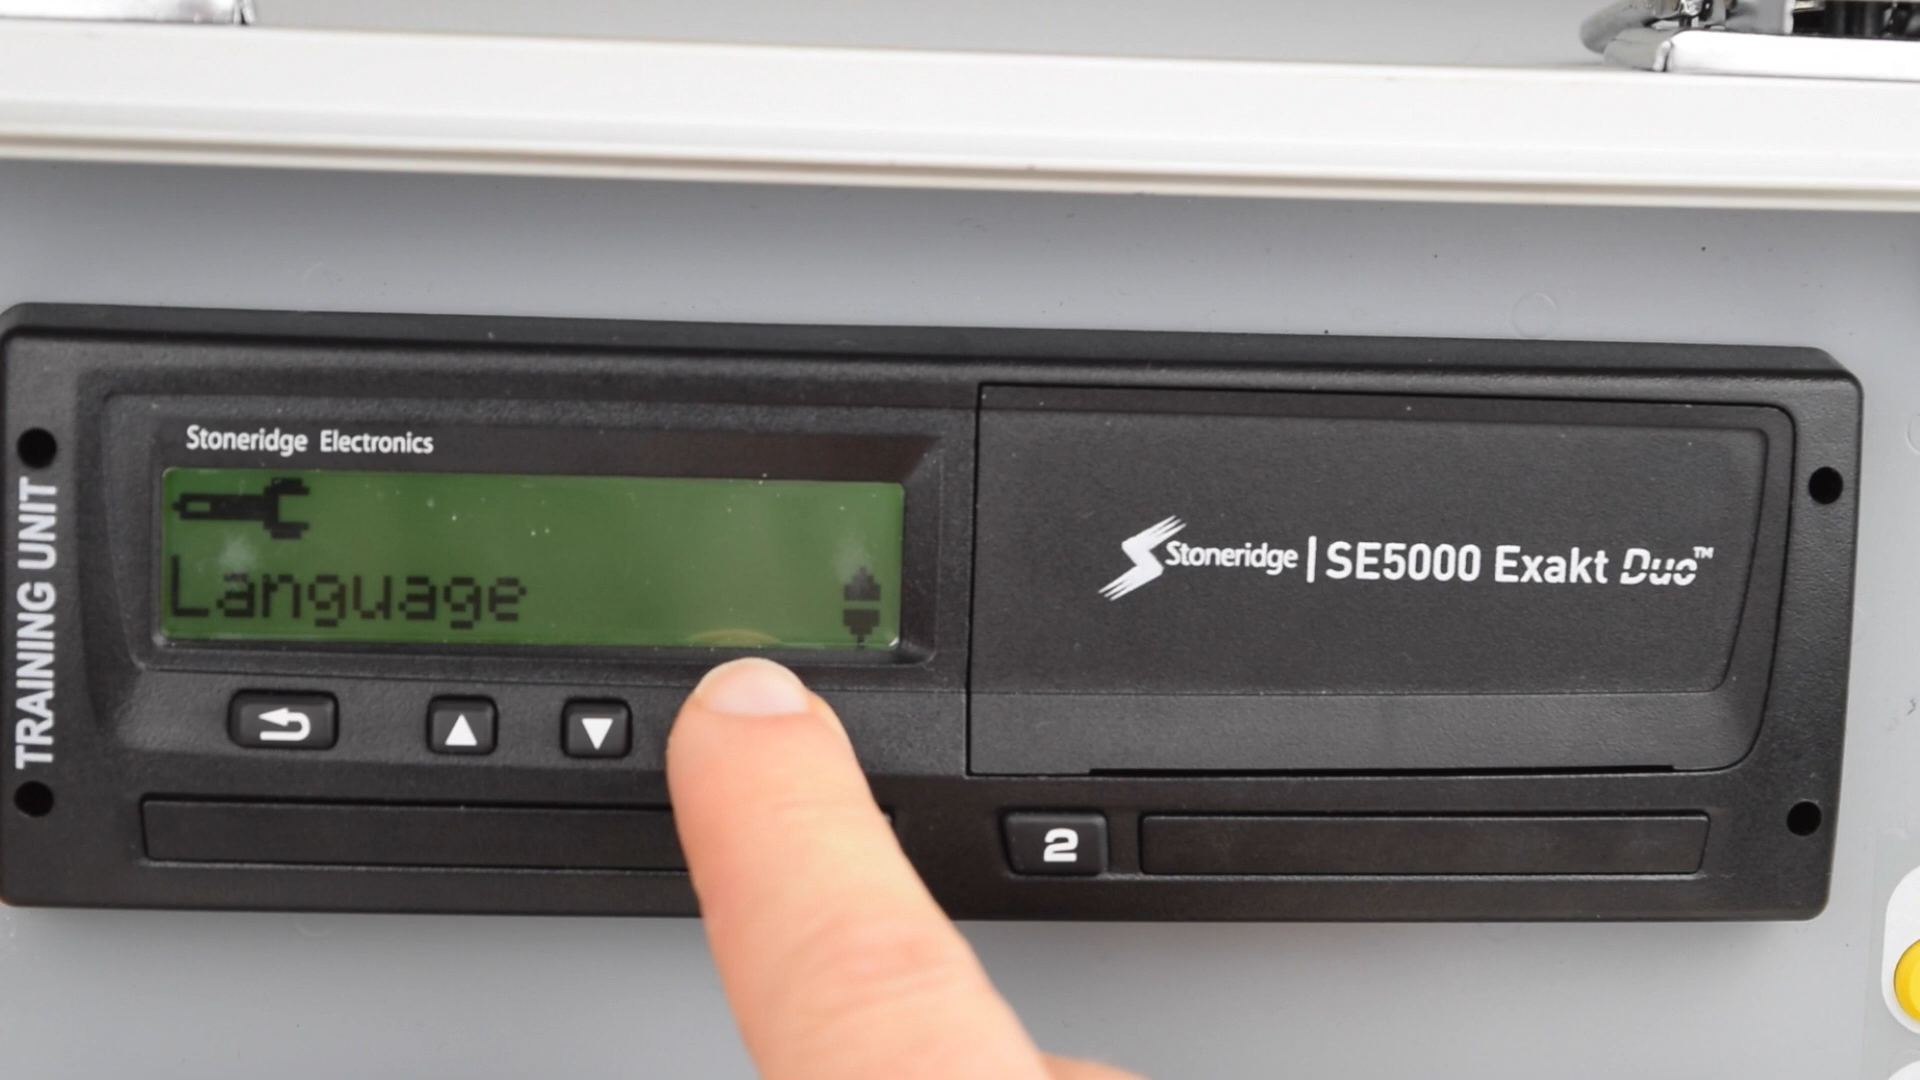 Stoneridge Electronics
TRAINING UNIT
Language
Stoneridge | SE5000 Exakt Duo™
2